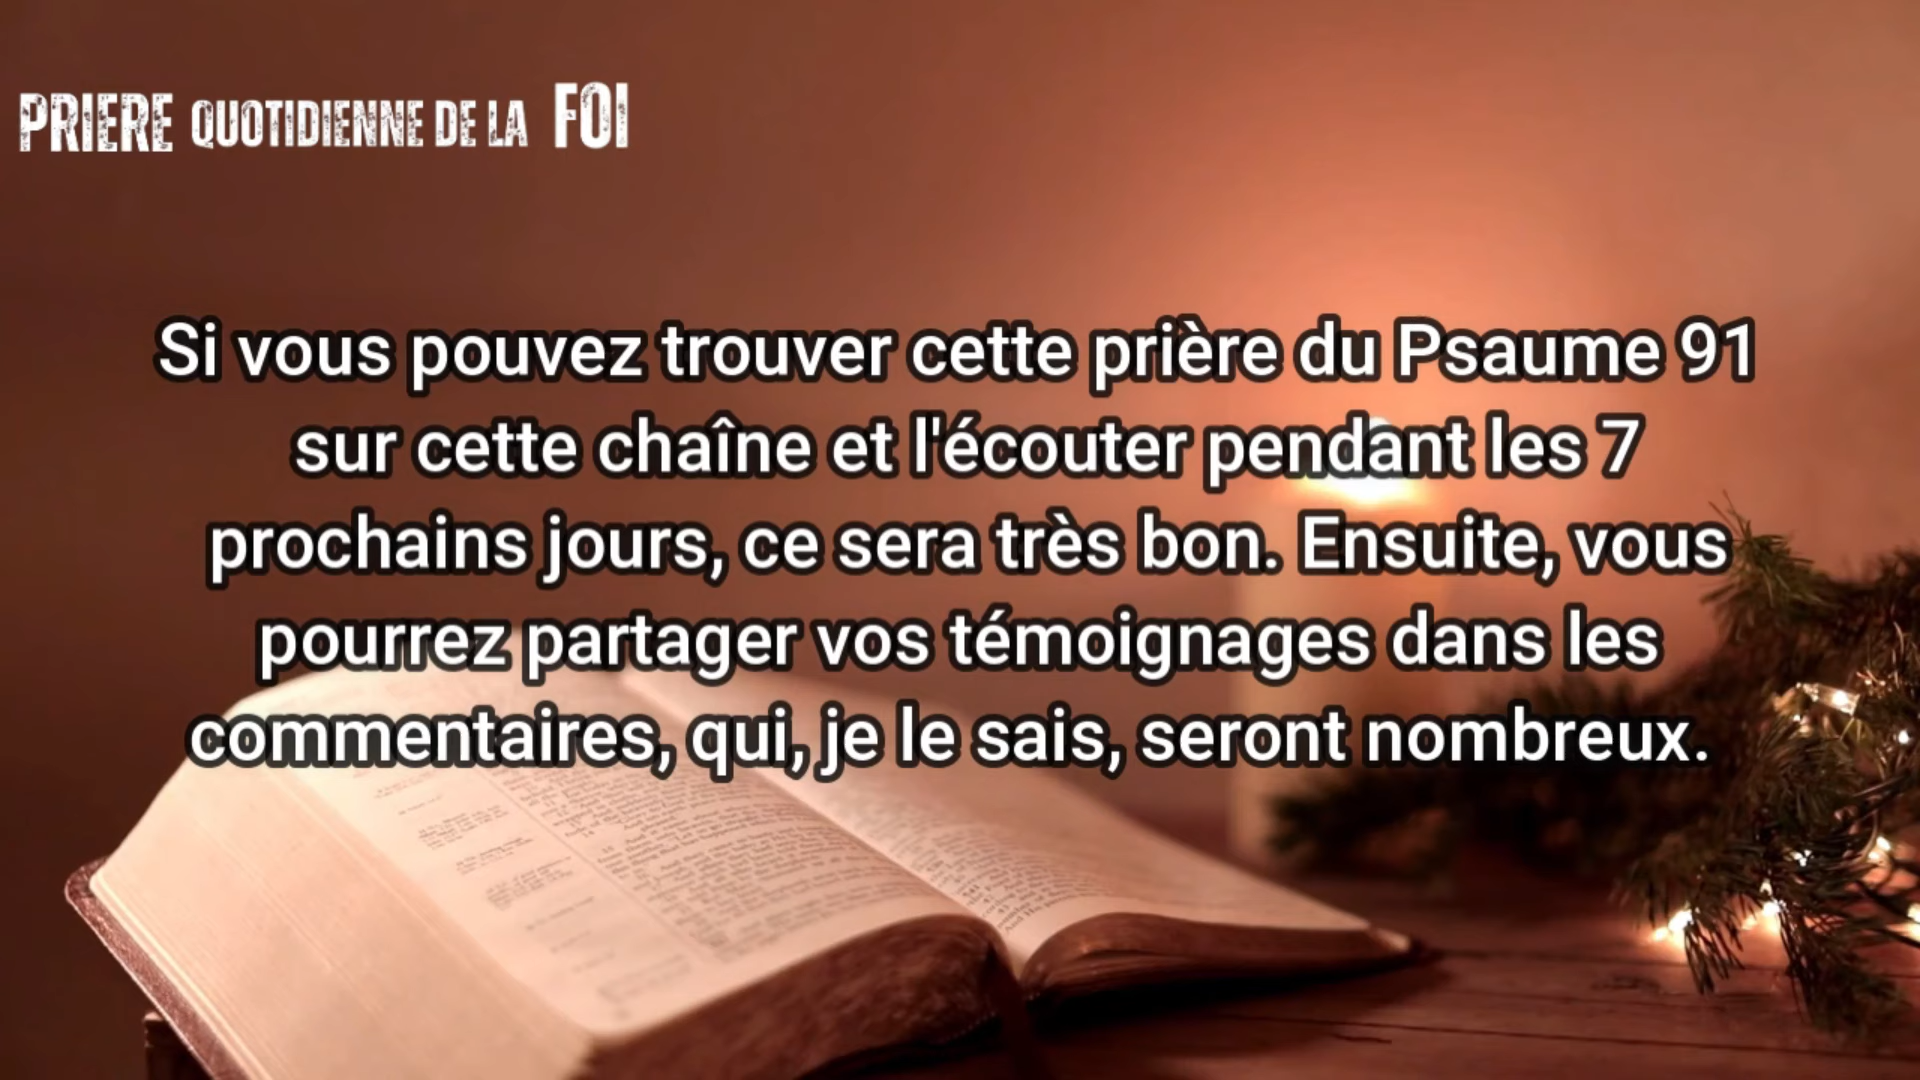 PRIERE QUOTIDIENNE DE LA FOI
Si vous pouvez trouver cette prière du Psaume 91
sur cette chaîne et l'écouter pendant les 7
prochains jours, ce sera très bon. Ensuite, vous
pourrez partager vos témoignages dans les
commentaires, qui, je le sais, seront nombreux.